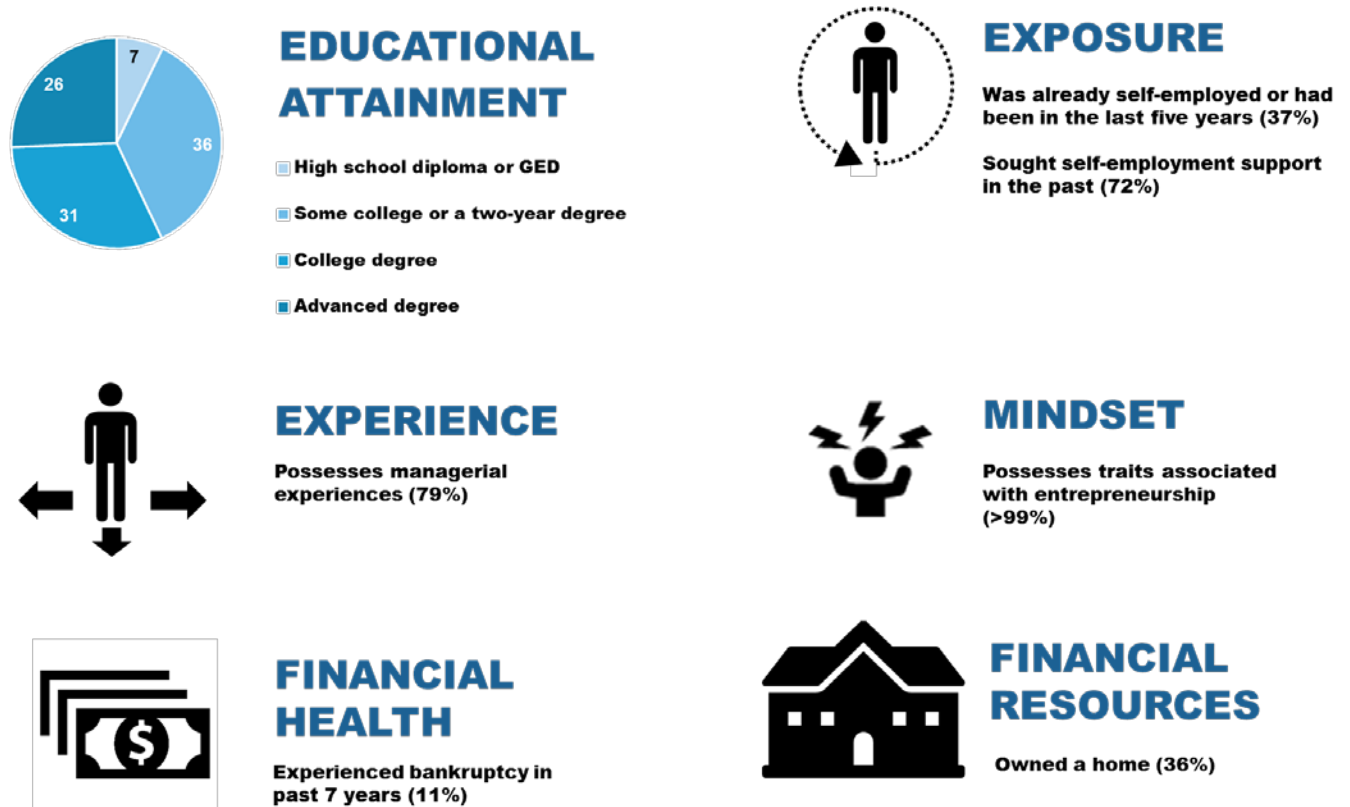 7
26
36
31
EDUCATIONAL
ATTAINMENT
High school diploma or GED
Some college or a two-year degree
College degree
Advanced degree
EXPOSURE
Was already self-employed or had
been in the last five years (37%)
Sought self-employment support
in the past (72%)
EXPERIENCE
Possesses managerial
experiences (79%)
MINDSET
Possesses traits associated
with entrepreneurship
(>99%)
$
FINANCIAL
HEALTH
Experienced bankruptcy in
past 7 years (11%)
FINANCIAL
RESOURCES
Owned a home (36%)